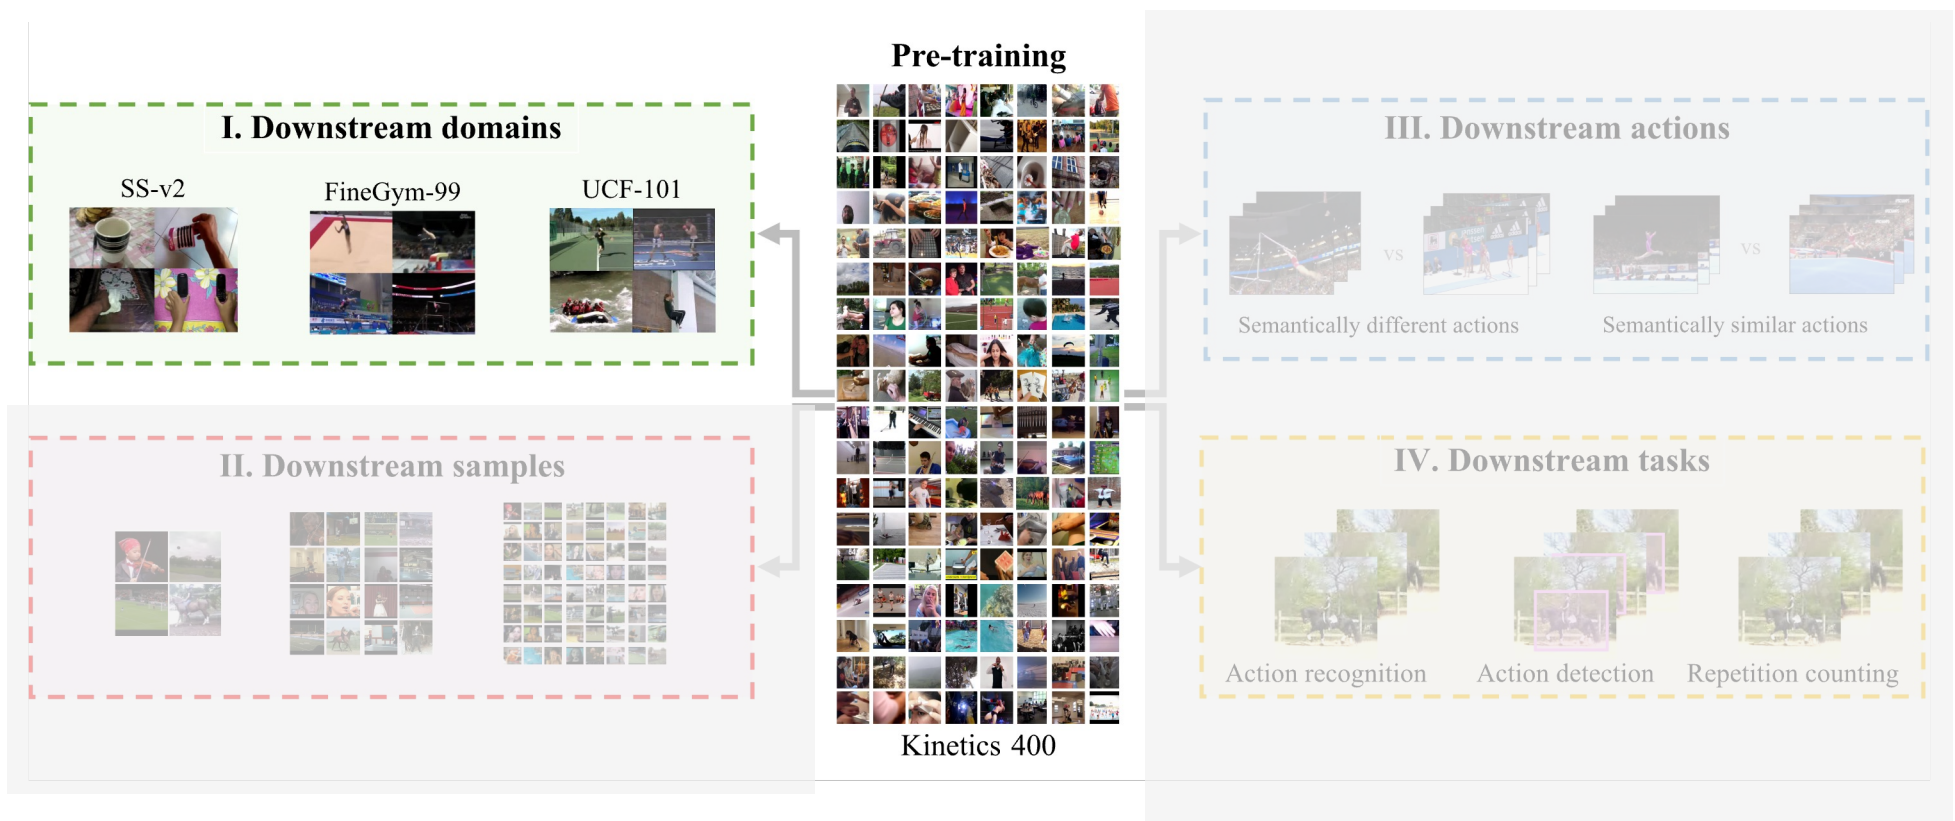 Pre-training
I. Downstream domains
SS-v2
FineGym-99
UCF-101
II. Downstream samples
III. Downstream actions
vs
vs
Semantically different actions
Semantically similar actions
IV. Downstream tasks
Action recognition
Action detection
Repetition counting
Kinetics 400